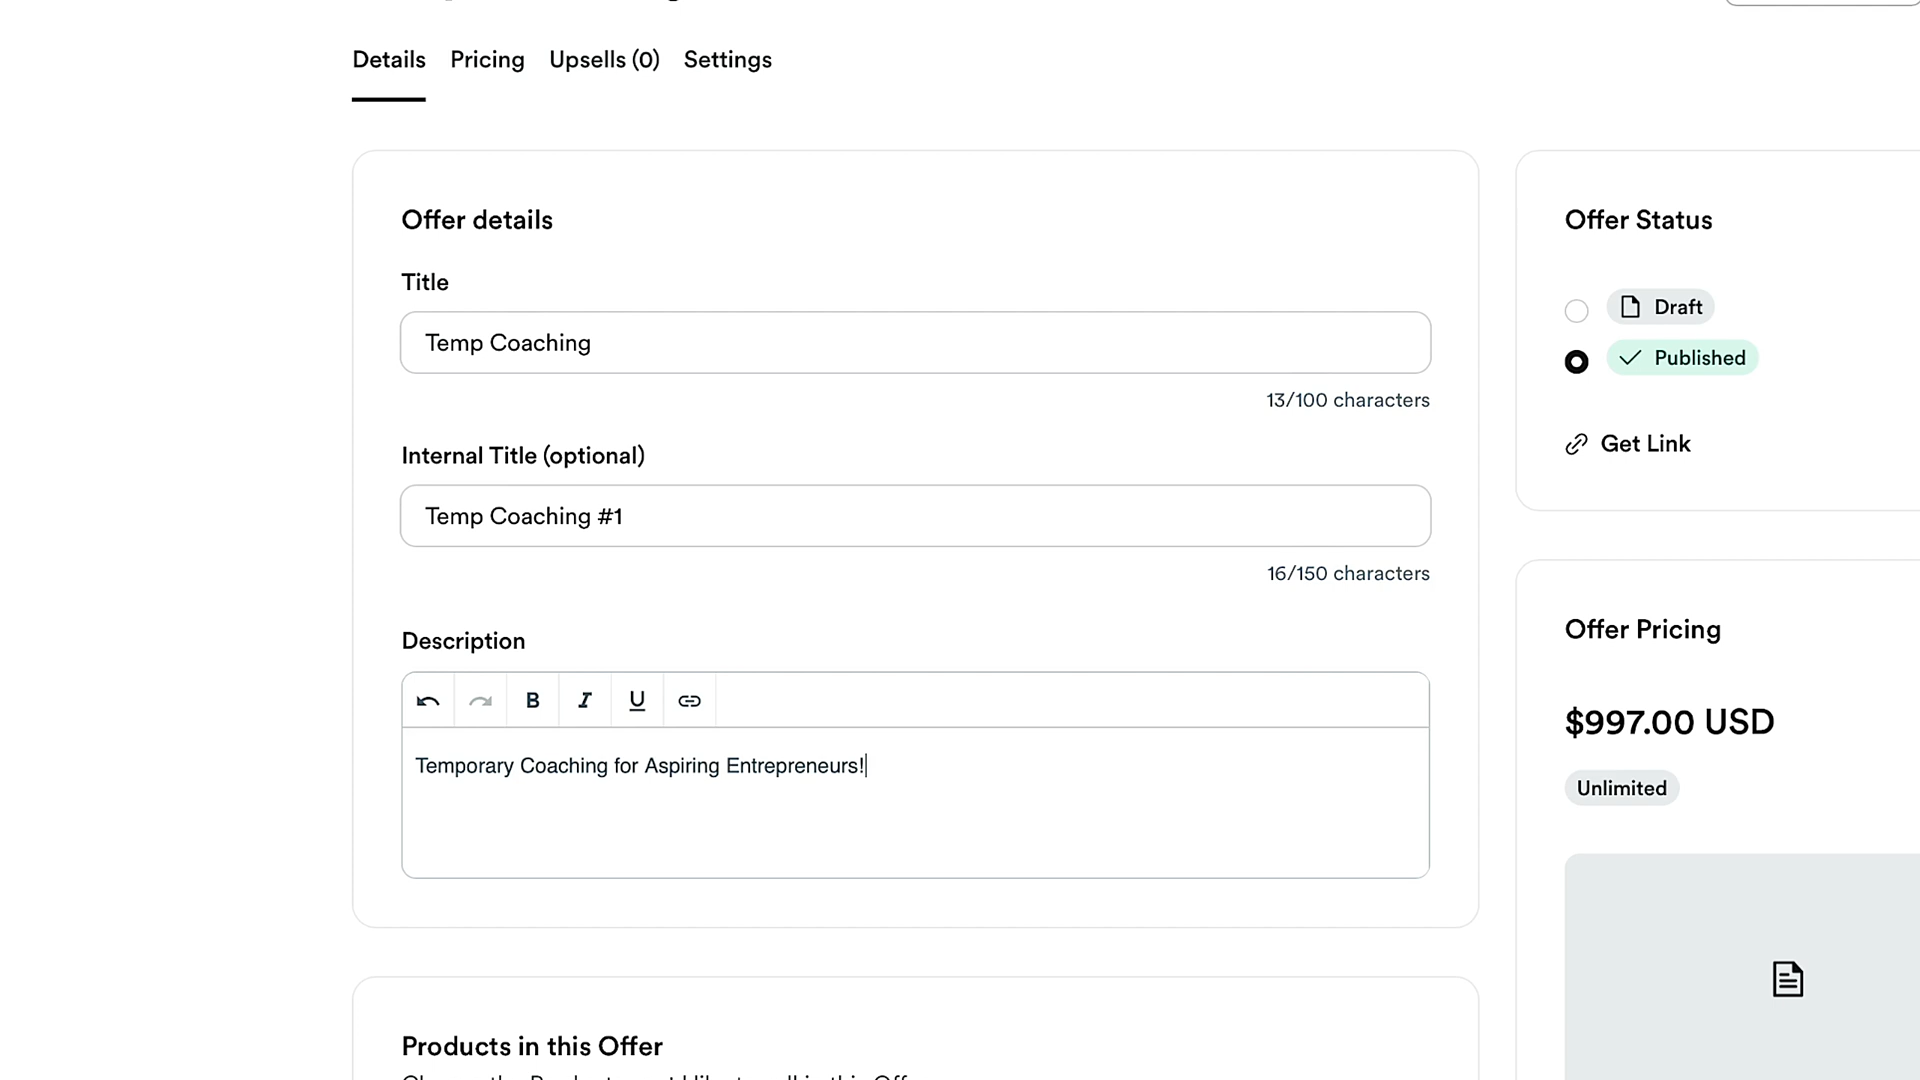 Details Pricing Upsells (0) Settings
Offer details
Title
Temp Coaching
13/100 characters
Internal Title (optional)
Temp Coaching #1
16/150 characters
Description
B I U
Temporary Coaching for Aspiring Entrepreneurs!
Products in this Offer
Offer Status
Draft
Published
Get Link
Offer Pricing
$997.00 USD
Unlimited